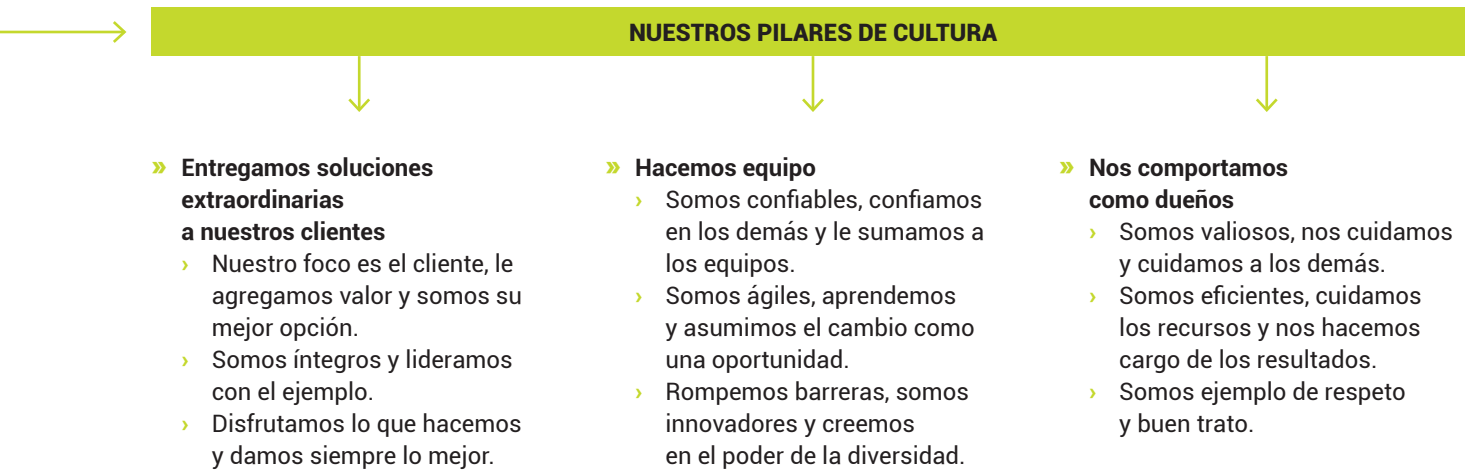 NUESTROS PILARES DE CULTURA
» Entregamos soluciones
extraordinarias
a nuestros clientes
› Nuestro foco es el cliente, le
agregamos valor y somos su
mejor opción.
› Somos íntegros y lideramos
con el ejemplo.
› Disfrutamos lo que hacemos
y damos siempre lo mejor.
» Hacemos equipo
› Somos confiables, confiamos
en los demás y le sumamos a
los equipos.
› Somos ágiles, aprendemos
y asumimos el cambio como
una oportunidad.
› Rompemos barreras, somos
innovadores y creemos
en el poder de la diversidad.
» Nos comportamos
como dueños
› Somos valiosos, nos cuidamos
y cuidamos a los demás.
› Somos eficientes, cuidamos
los recursos y nos hacemos
cargo de los resultados.
› Somos ejemplo de respeto
y buen trato.